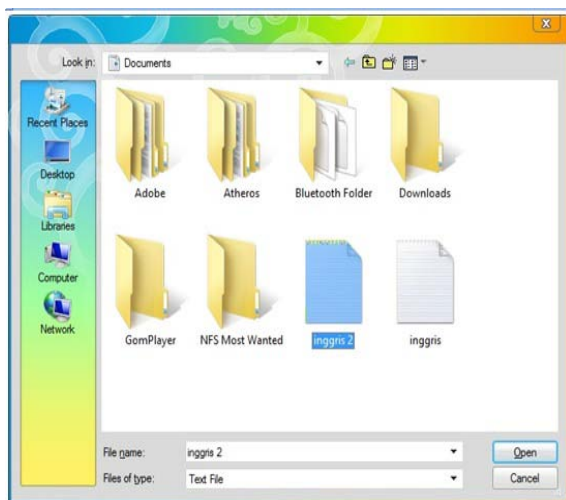 Look in: Documents
Recent Places
Desktop
Libraries
Computer
Network
Adobe Atheros Bluetooth Folder Downloads
GomPlayer NFS Most Wanted inggris 2 inggris
File name: inggris 2 Open
Files of type: Text File Cancel